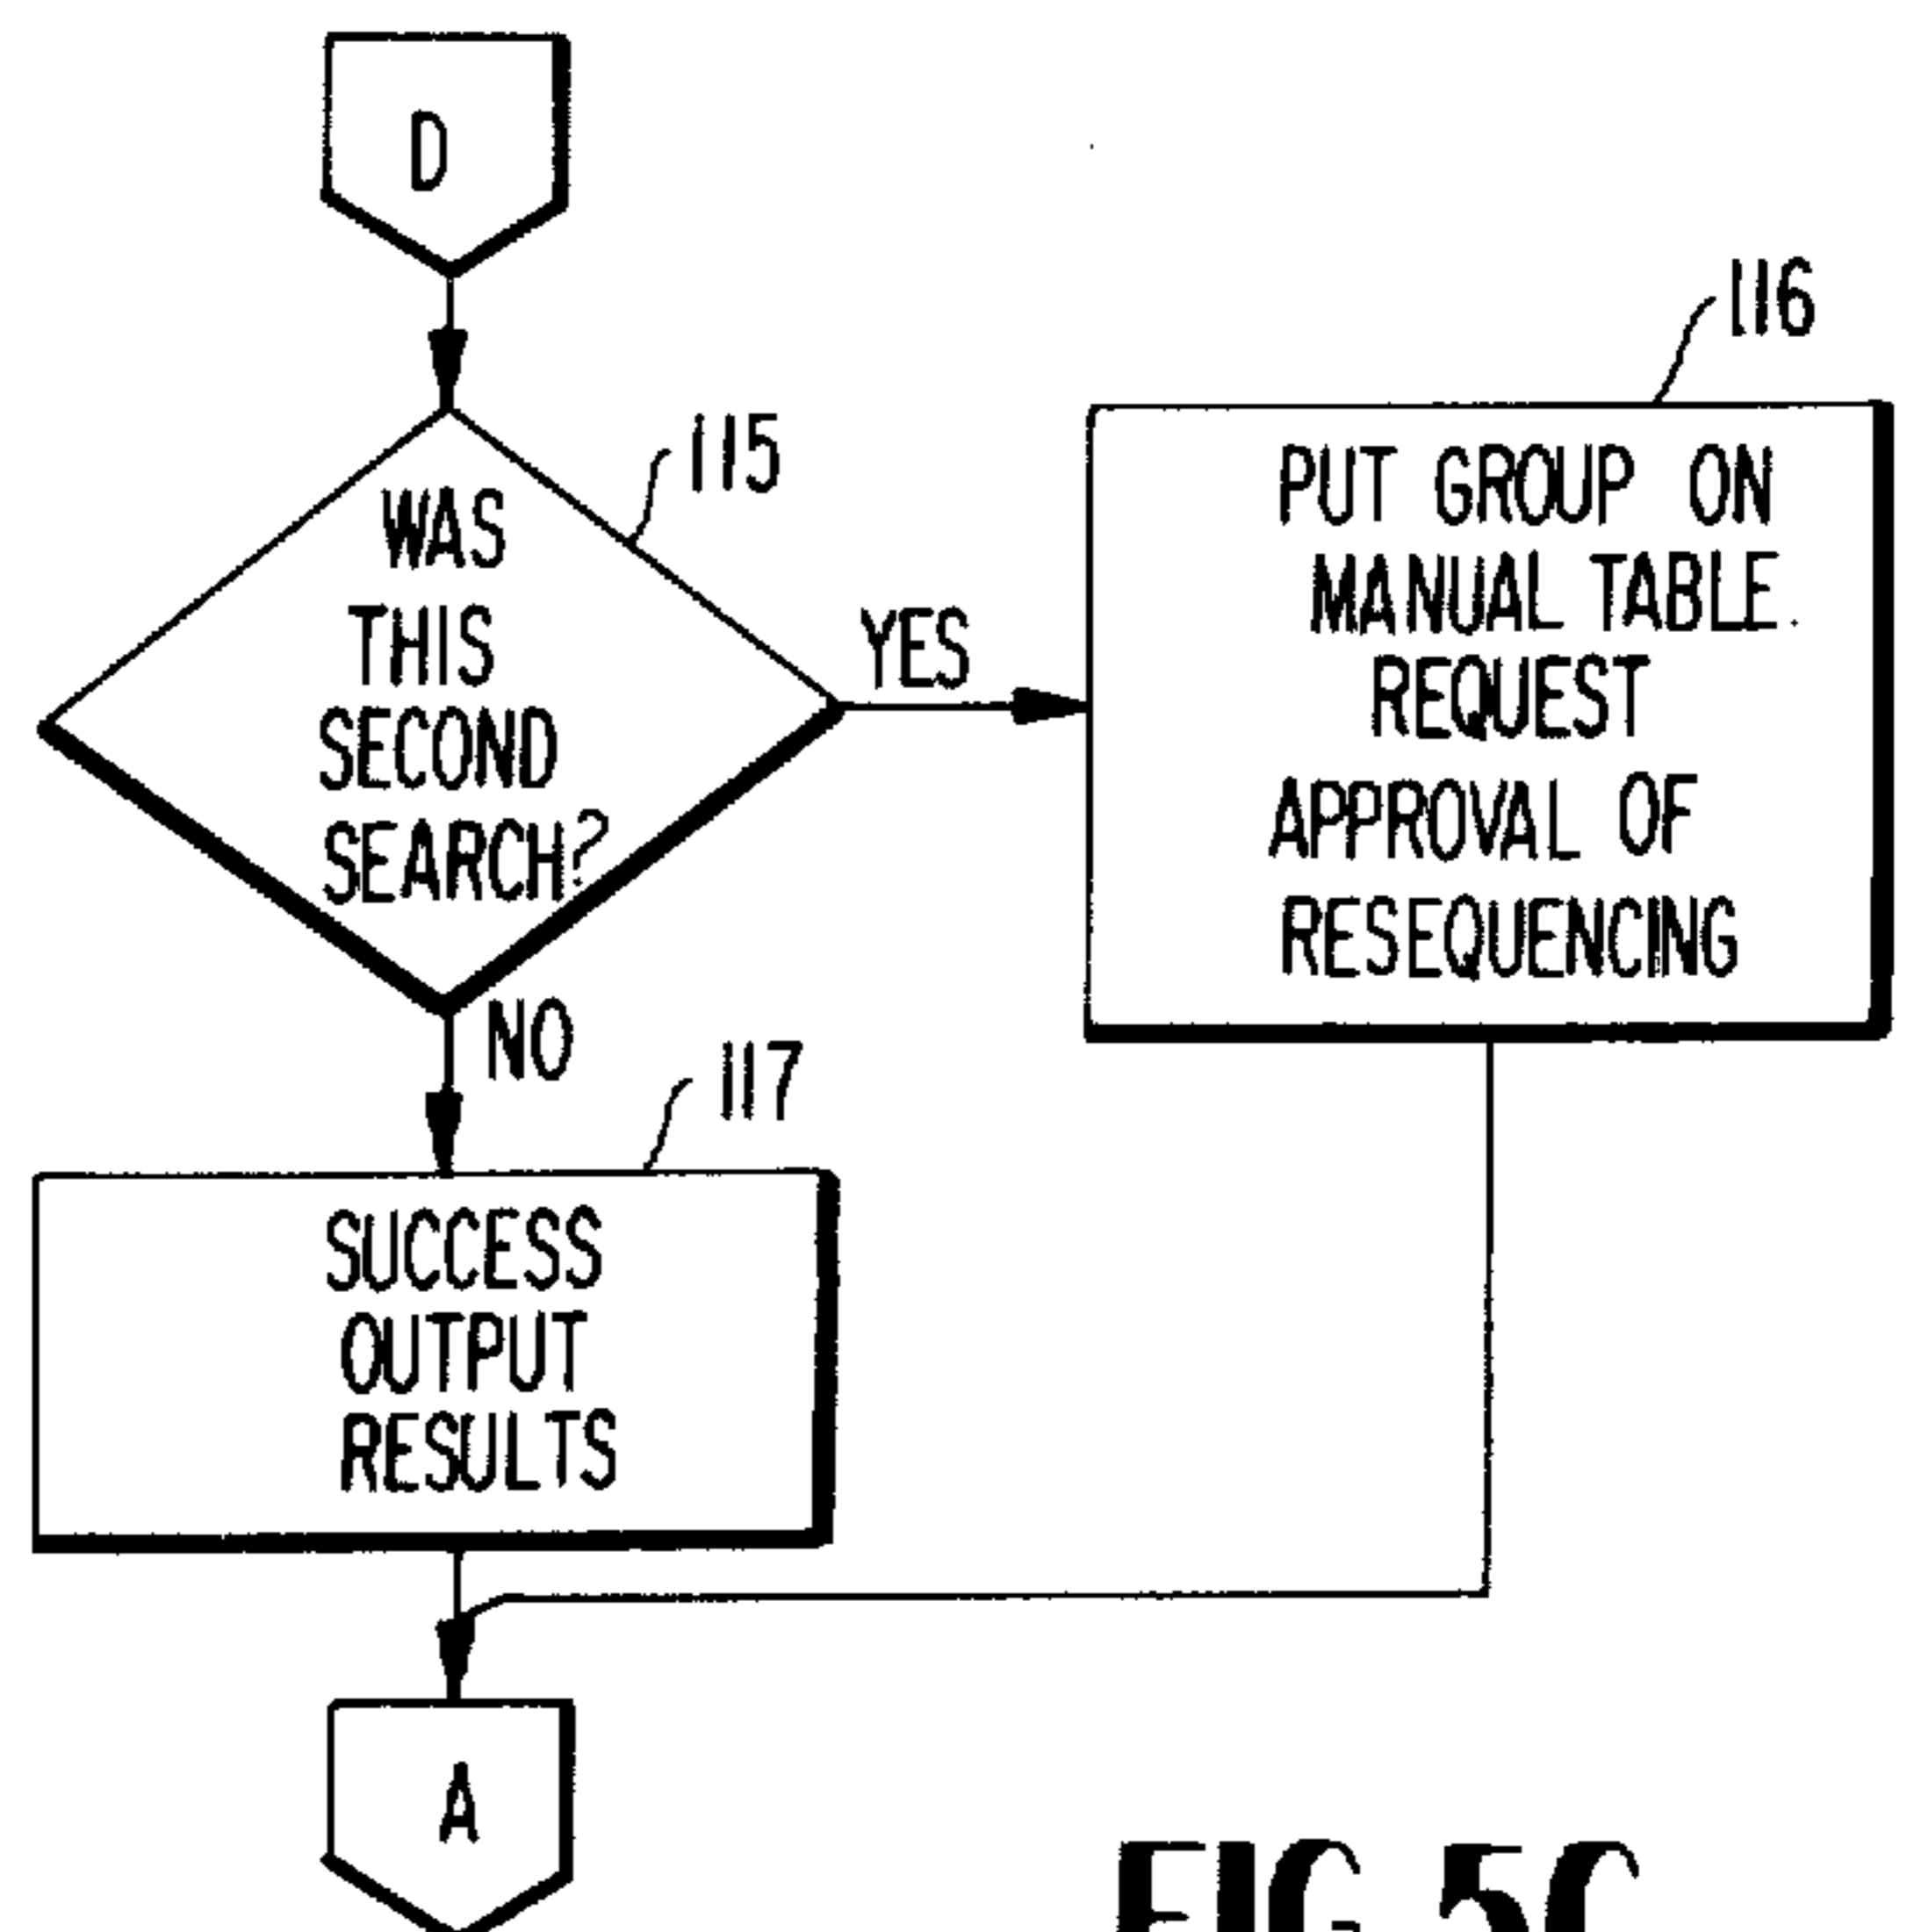 D
116
115
WAS
THIS
SECOND
SEARCH?
YES
PUT GROUP ON
MANUAL TABLE.
REQUEST
APPROVAL OF
RESEQUENCING
NO
117
SUCCESS
OUTPUT
RESULTS
A
FIG 5C